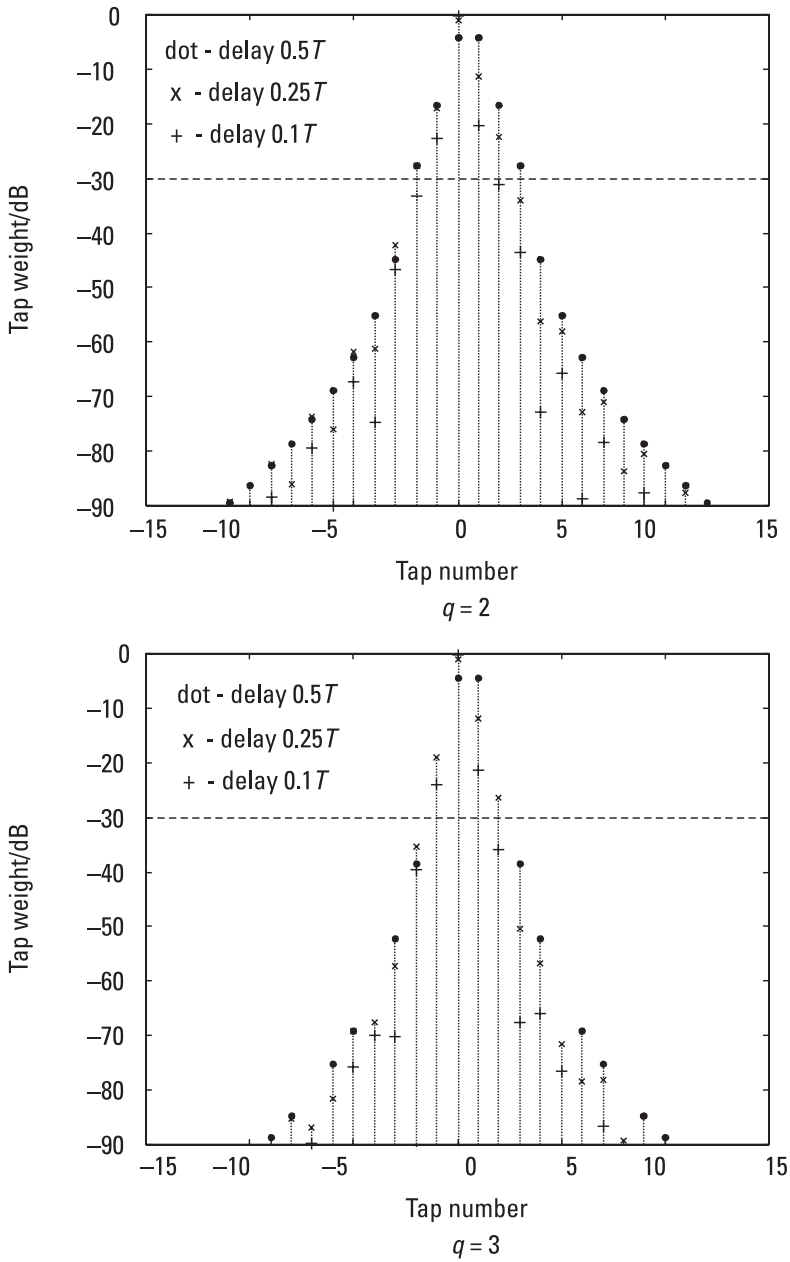 0
−10
−20
−30
−40
−50
−60
−70
−80
−90
Tap weight/dB
dot - delay 0.5T
x - delay 0.25T
+ - delay 0.1T
−15 −10 −5 0 5 10 15
Tap number
q = 2
0
−10
−20
−30
−40
−50
−60
−70
−80
−90
Tap weight/dB
dot - delay 0.5T
x - delay 0.25T
+ - delay 0.1T
−15 −10 −5 0 5 10 15
Tap number
q = 3